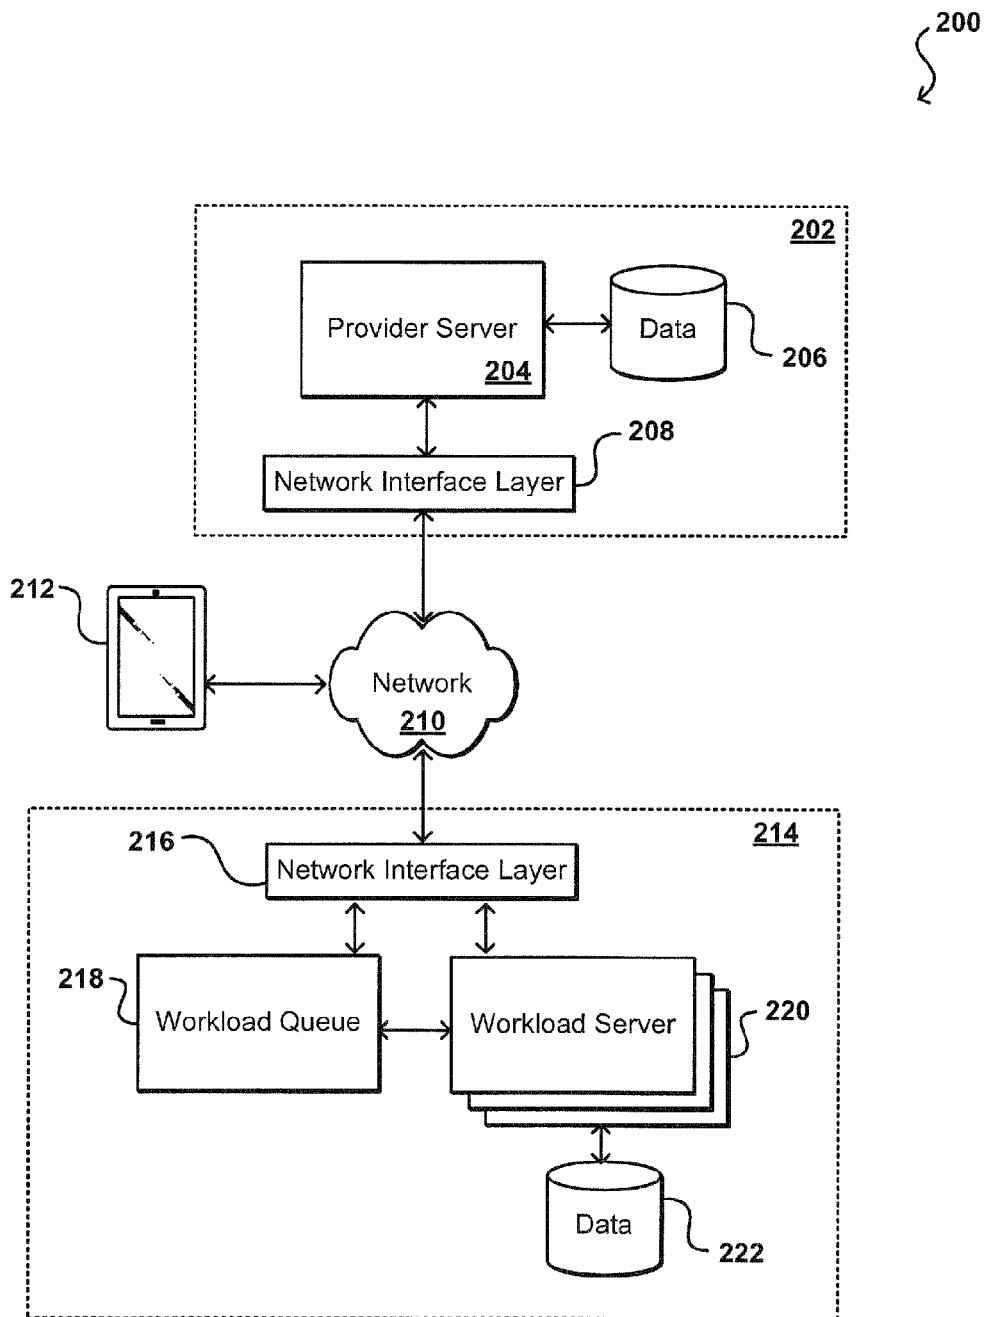 200
202
Provider Server
204
Data
206
208
Network Interface Layer
212
Network
210
214
216
Network Interface Layer
218
Workload Queue
Workload Server
220
Data
222